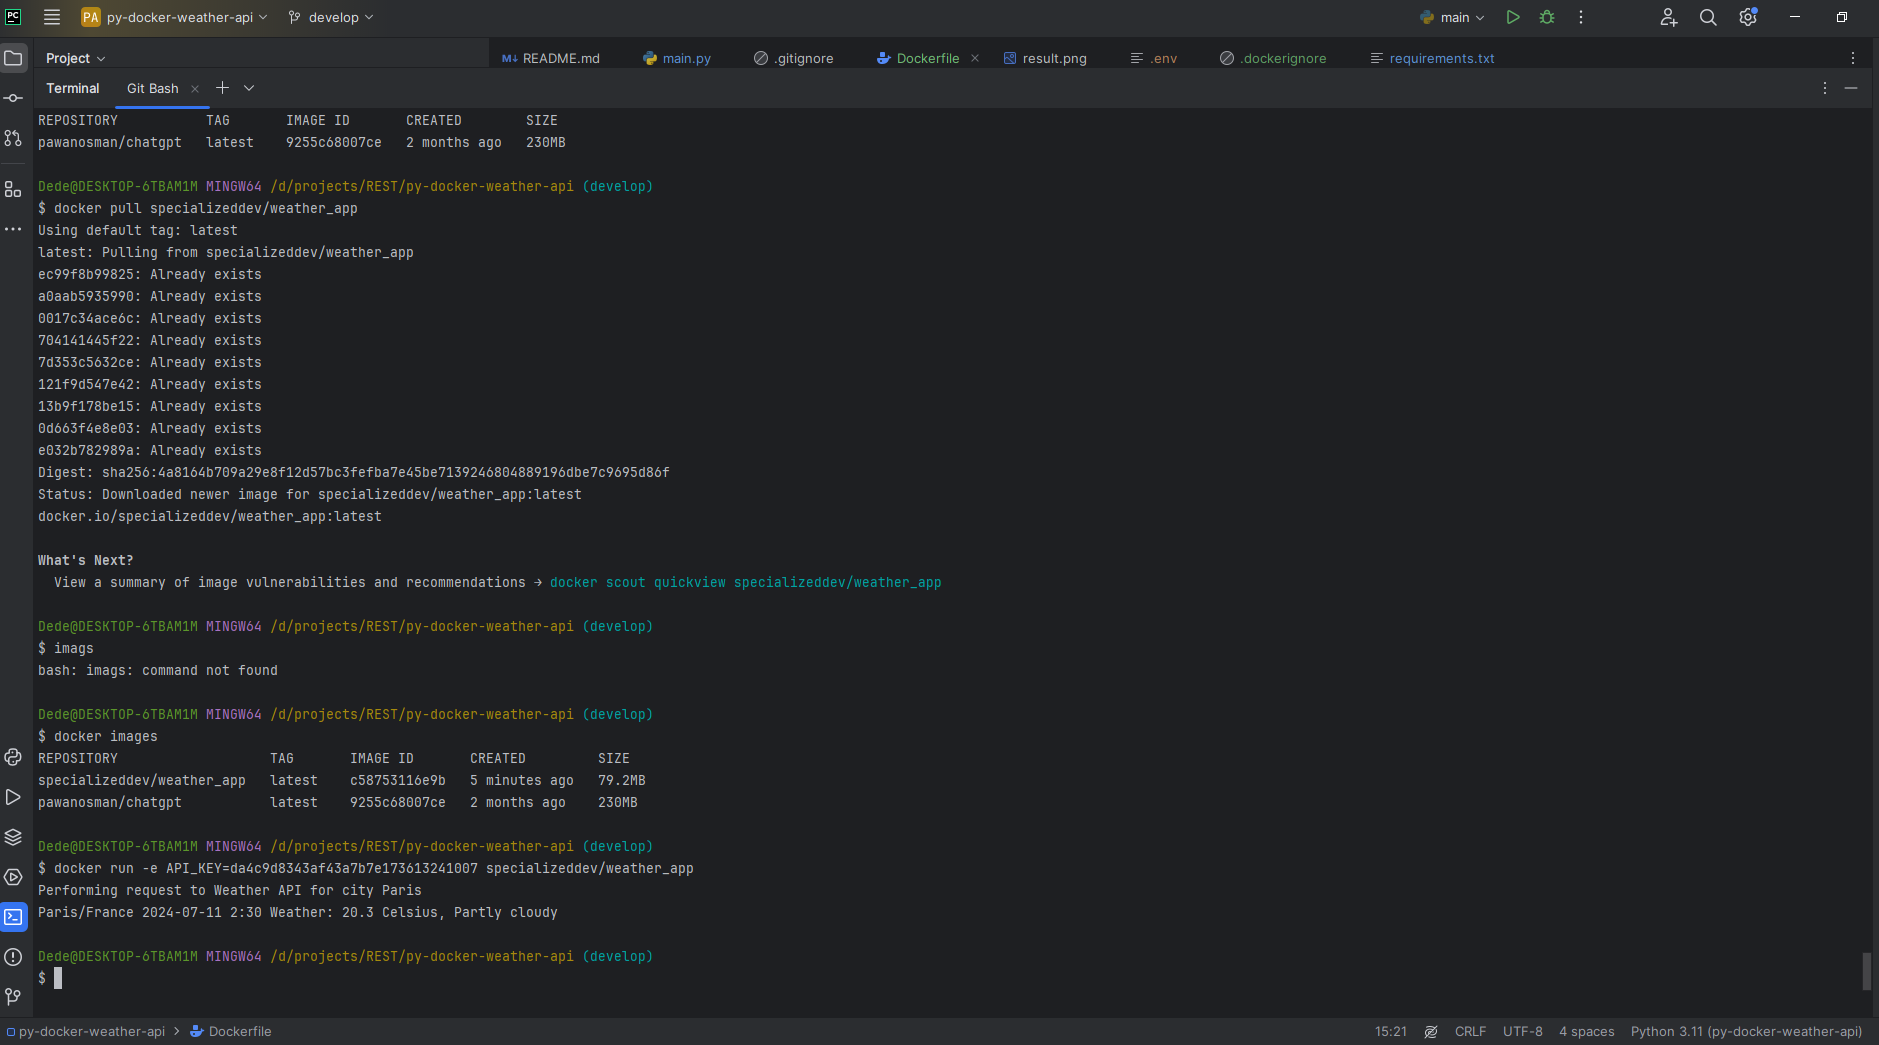 PC PA py-docker-weather-api develop main
Project README.md main.py .gitignore Dockerfile result.png .env .dockerignore requirements.txt
Terminal Git Bash
REPOSITORY TAG IMAGE ID CREATED SIZE
pawanosman/chatgpt latest 9255c68007ce 2 months ago 230MB
Dede@DESKTOP-6TBAM1M MINGW64 /d/projects/REST/py-docker-weather-api (develop)
$ docker pull specializeddev/weather_app
Using default tag: latest
latest: Pulling from specializeddev/weather_app
ec99f8b99825: Already exists
a0aab5935990: Already exists
0017c34ace6c: Already exists
704141445f22: Already exists
7d353c5632ce: Already exists
121f9d547e42: Already exists
13b9f178be15: Already exists
0d663f4e8e03: Already exists
e032b782989a: Already exists
Digest: sha256:4a8164b709a29e8f12d57bc3fefba7e45be7139246804889196dbe7c9695d86f
Status: Downloaded newer image for specializeddev/weather_app:latest
docker.io/specializeddev/weather_app:latest
What's Next?
View a summary of image vulnerabilities and recommendations → docker scout quickview specializeddev/weather_app
Dede@DESKTOP-6TBAM1M MINGW64 /d/projects/REST/py-docker-weather-api (develop)
$ imags
bash: imags: command not found
Dede@DESKTOP-6TBAM1M MINGW64 /d/projects/REST/py-docker-weather-api (develop)
$ docker images
REPOSITORY TAG IMAGE ID CREATED SIZE
specializeddev/weather_app latest c58753116e9b 5 minutes ago 79.2MB
pawanosman/chatgpt latest 9255c68007ce 2 months ago 230MB
Dede@DESKTOP-6TBAM1M MINGW64 /d/projects/REST/py-docker-weather-api (develop)
$ docker run -e API_KEY=da4c9d8343af43a7b7e173613241007 specializeddev/weather_app
Performing request to Weather API for city Paris
Paris/France 2024-07-11 2:30 Weather: 20.3 Celsius, Partly cloudy
Dede@DESKTOP-6TBAM1M MINGW64 /d/projects/REST/py-docker-weather-api (develop)
$
py-docker-weather-api > Dockerfile 15:21 CRLF UTF-8 4 spaces Python 3.11 (py-docker-weather-api)